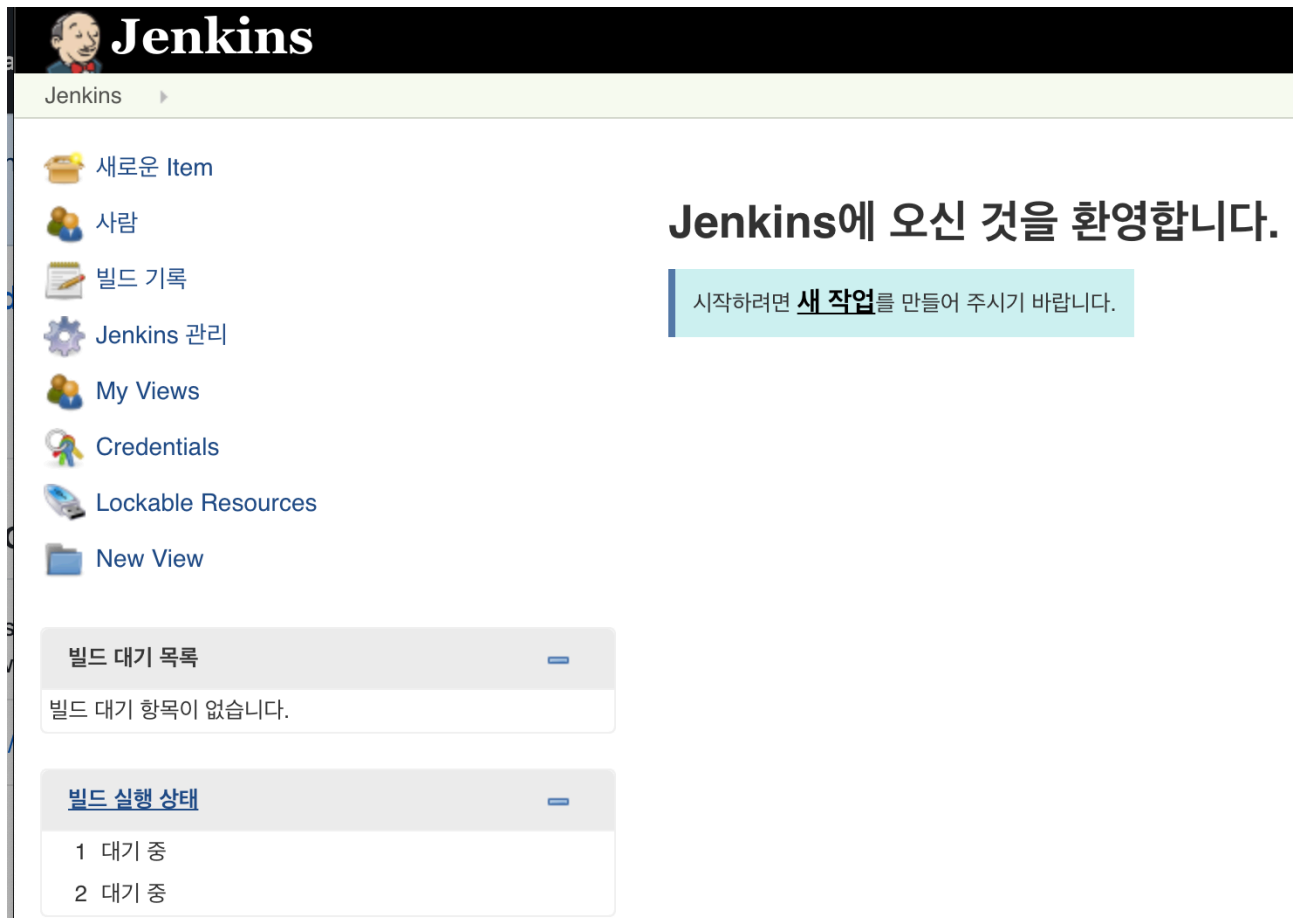 Jenkins
Jenkins
새로운 Item
사람
빌드 기록
Jenkins 관리
My Views
Credentials
Lockable Resources
New View
빌드 대기 목록
빌드 대기 항목이 없습니다.
빌드 실행 상태
1 대기 중
2 대기 중
Jenkins에 오신 것을 환영합니다.
시작하려면 새 작업를 만들어 주시기 바랍니다.